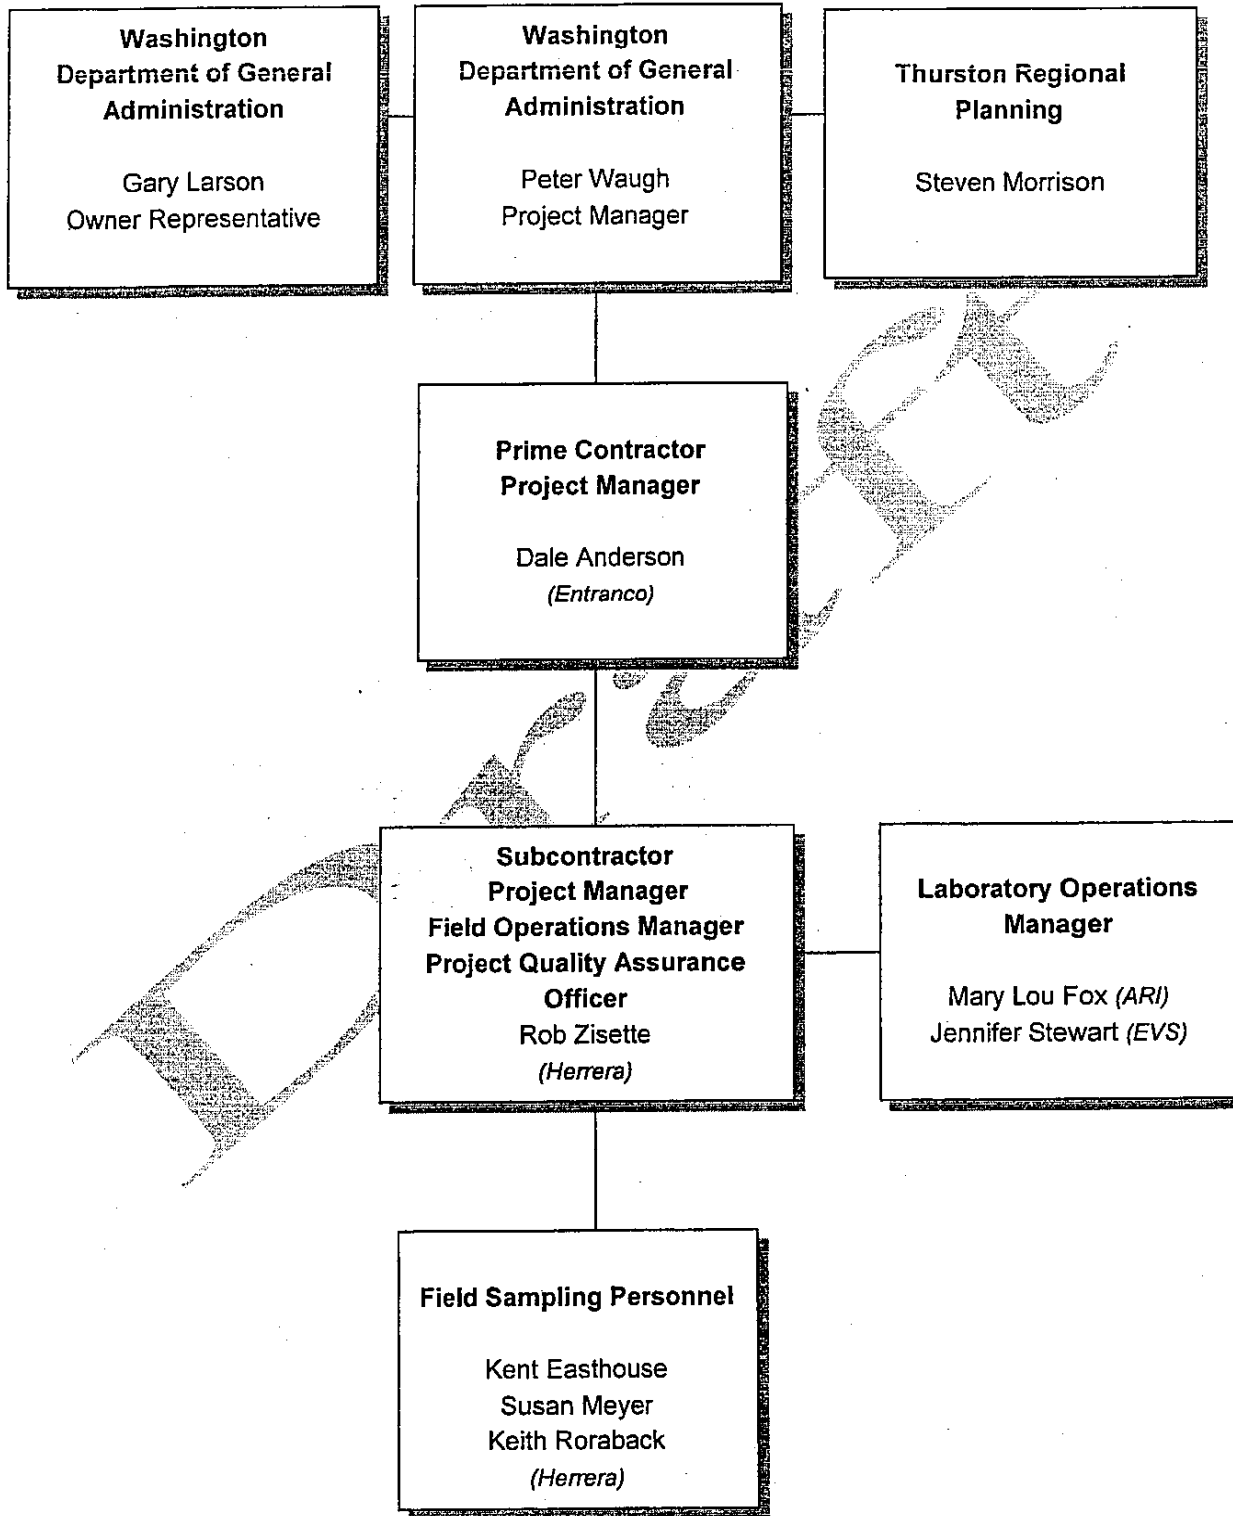 Washington
Department of General
Administration
Gary Larson
Owner Representative
Washington
Department of General
Administration
Peter Waugh
Project Manager
Thurston Regional
Planning
Steven Morrison
Prime Contractor
Project Manager
Dale Anderson
(Entranco)
Subcontractor
Project Manager
Field Operations Manager
Project Quality Assurance
Officer
Rob Zisette
(Herrera)
Laboratory Operations
Manager
Mary Lou Fox (ARI)
Jennifer Stewart (EVS)
Field Sampling Personnel
Kent Easthouse
Susan Meyer
Keith Roraback
(Herrera)